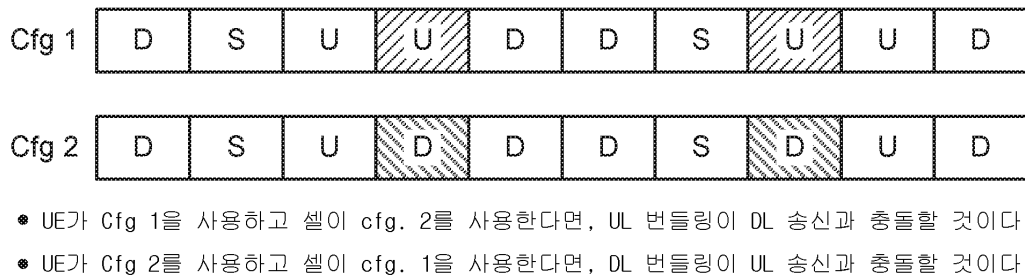 Cfg 1 D S U U D D S U U D
Cfg 2 D S U D D D S D U D
● UE가 Cfg 1을 사용하고 셀이 cfg. 2를 사용한다면, UL 번들링이 DL 송신과 충돌할 것이다
● UE가 Cfg 2를 사용하고 셀이 cfg. 1을 사용한다면, DL 번들링이 UL 송신과 충돌할 것이다